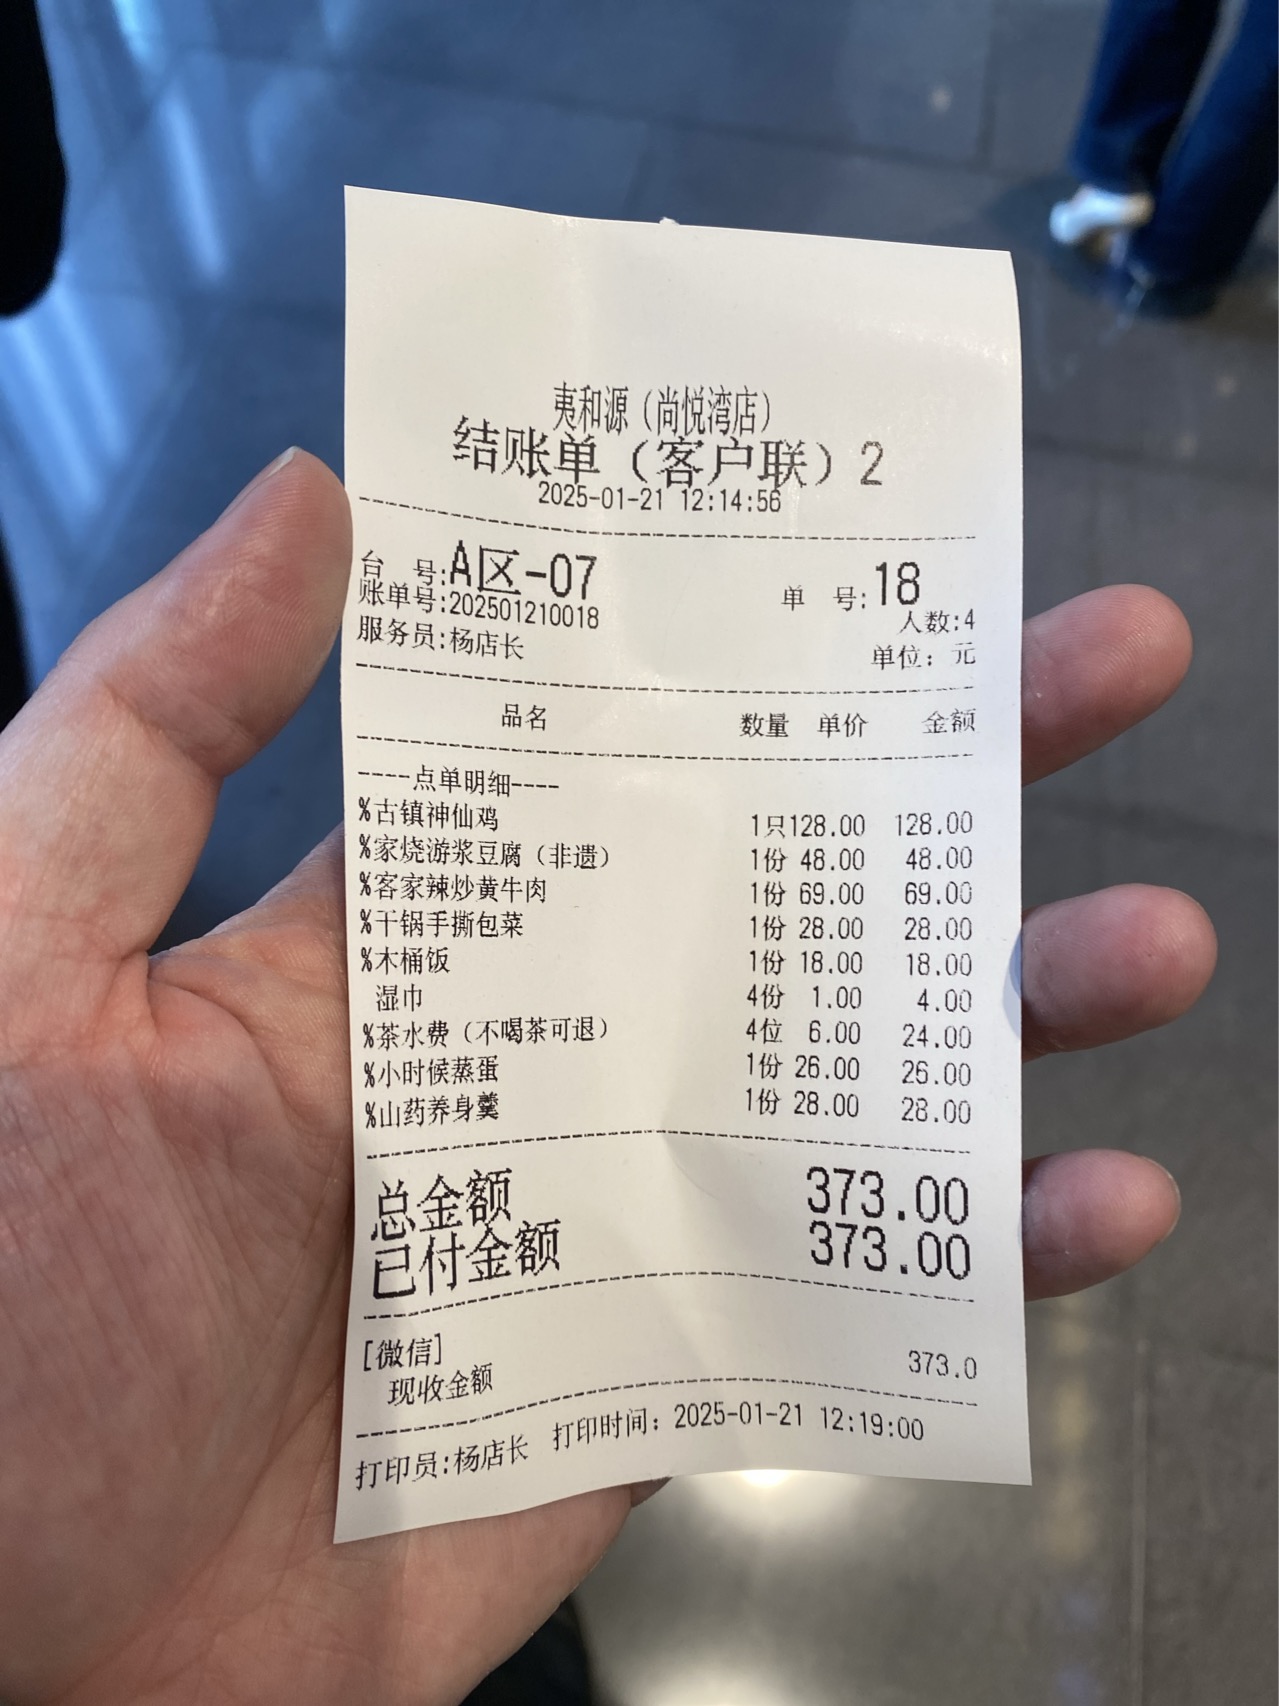 夷和源（尚悦湾店）
结账单（客户联）2
2025-01-21 12:14:56
台 号:A区-07 单 号:18
账单号:202501210018 人数:4
服务员:杨店长 单位: 元
品名 数量 单价 金额
----点单明细----
%古镇神仙鸡 1只128.00 128.00
%家烧游浆豆腐（非遗） 1份 48.00 48.00
%客家辣炒黄牛肉 1份 69.00 69.00
%干锅手撕包菜 1份 28.00 28.00
%木桶饭 1份 18.00 18.00
湿巾 4份 1.00 4.00
%茶水费（不喝茶可退） 4位 6.00 24.00
%小时候蒸蛋 1份 26.00 26.00
%山药养身羹 1份 28.00 28.00
总金额 373.00
已付金额 373.00
[微信]
现收金额 373.0
打印员:杨店长 打印时间: 2025-01-21 12:19:00